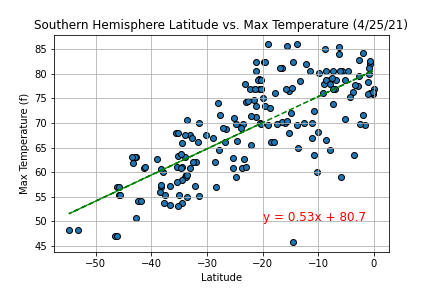 Southern Hemisphere Latitude vs. Max Temperature (4/25/21)
Max Temperature (f)
85
80
75
70
65
60
55
50
45
y = 0.53x + 80.7
−50 −40 −30 −20 −10 0
Latitude